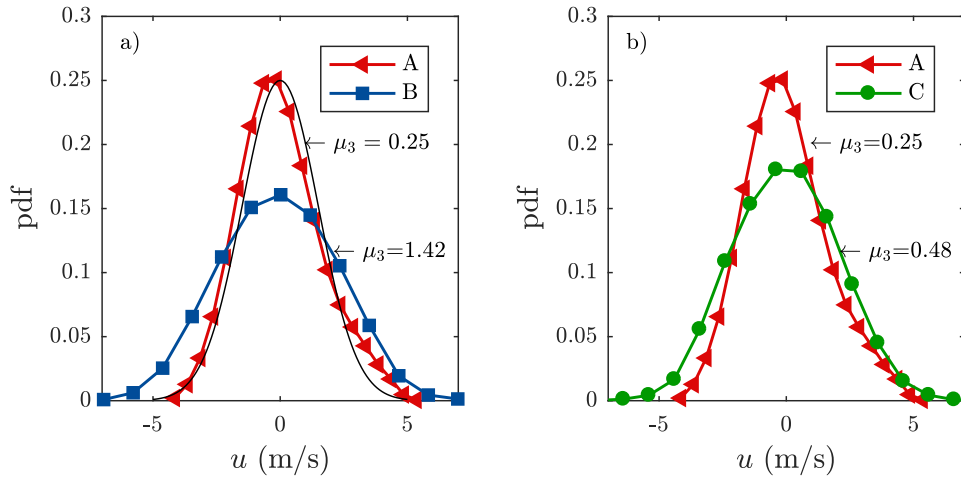 a)
A
B
← μ₃ = 0.25
← μ₃=1.42
0.3
0.25
0.2
0.15
0.1
0.05
0
pdf
-5
0
5
u (m/s)
b)
A
C
← μ₃=0.25
← μ₃=0.48
0.3
0.25
0.2
0.15
0.1
0.05
0
pdf
-5
0
5
u (m/s)